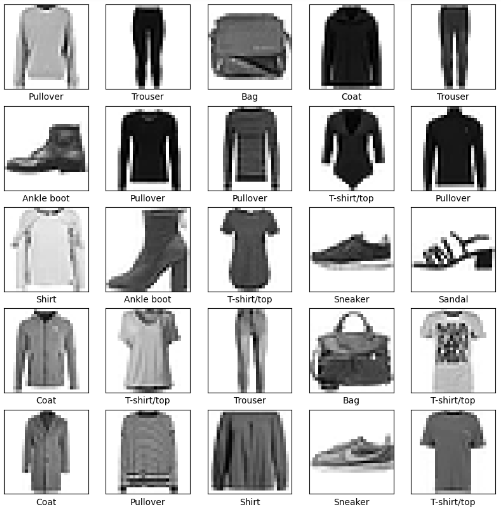 Pullover
Trouser
Bag
Coat
Trouser
Ankle boot
Pullover
Pullover
T-shirt/top
Pullover
Shirt
Ankle boot
T-shirt/top
Sneaker
Sandal
Coat
T-shirt/top
Trouser
Bag
T-shirt/top
Coat
Pullover
Shirt
Sneaker
T-shirt/top